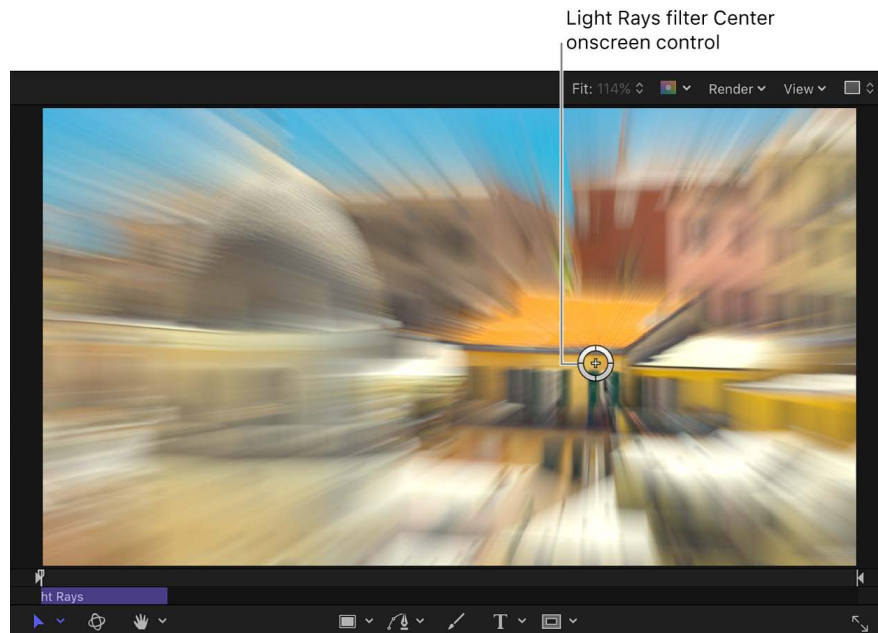 Light Rays filter Center
onscreen control
Fit: 114% Render View
ht Rays
T